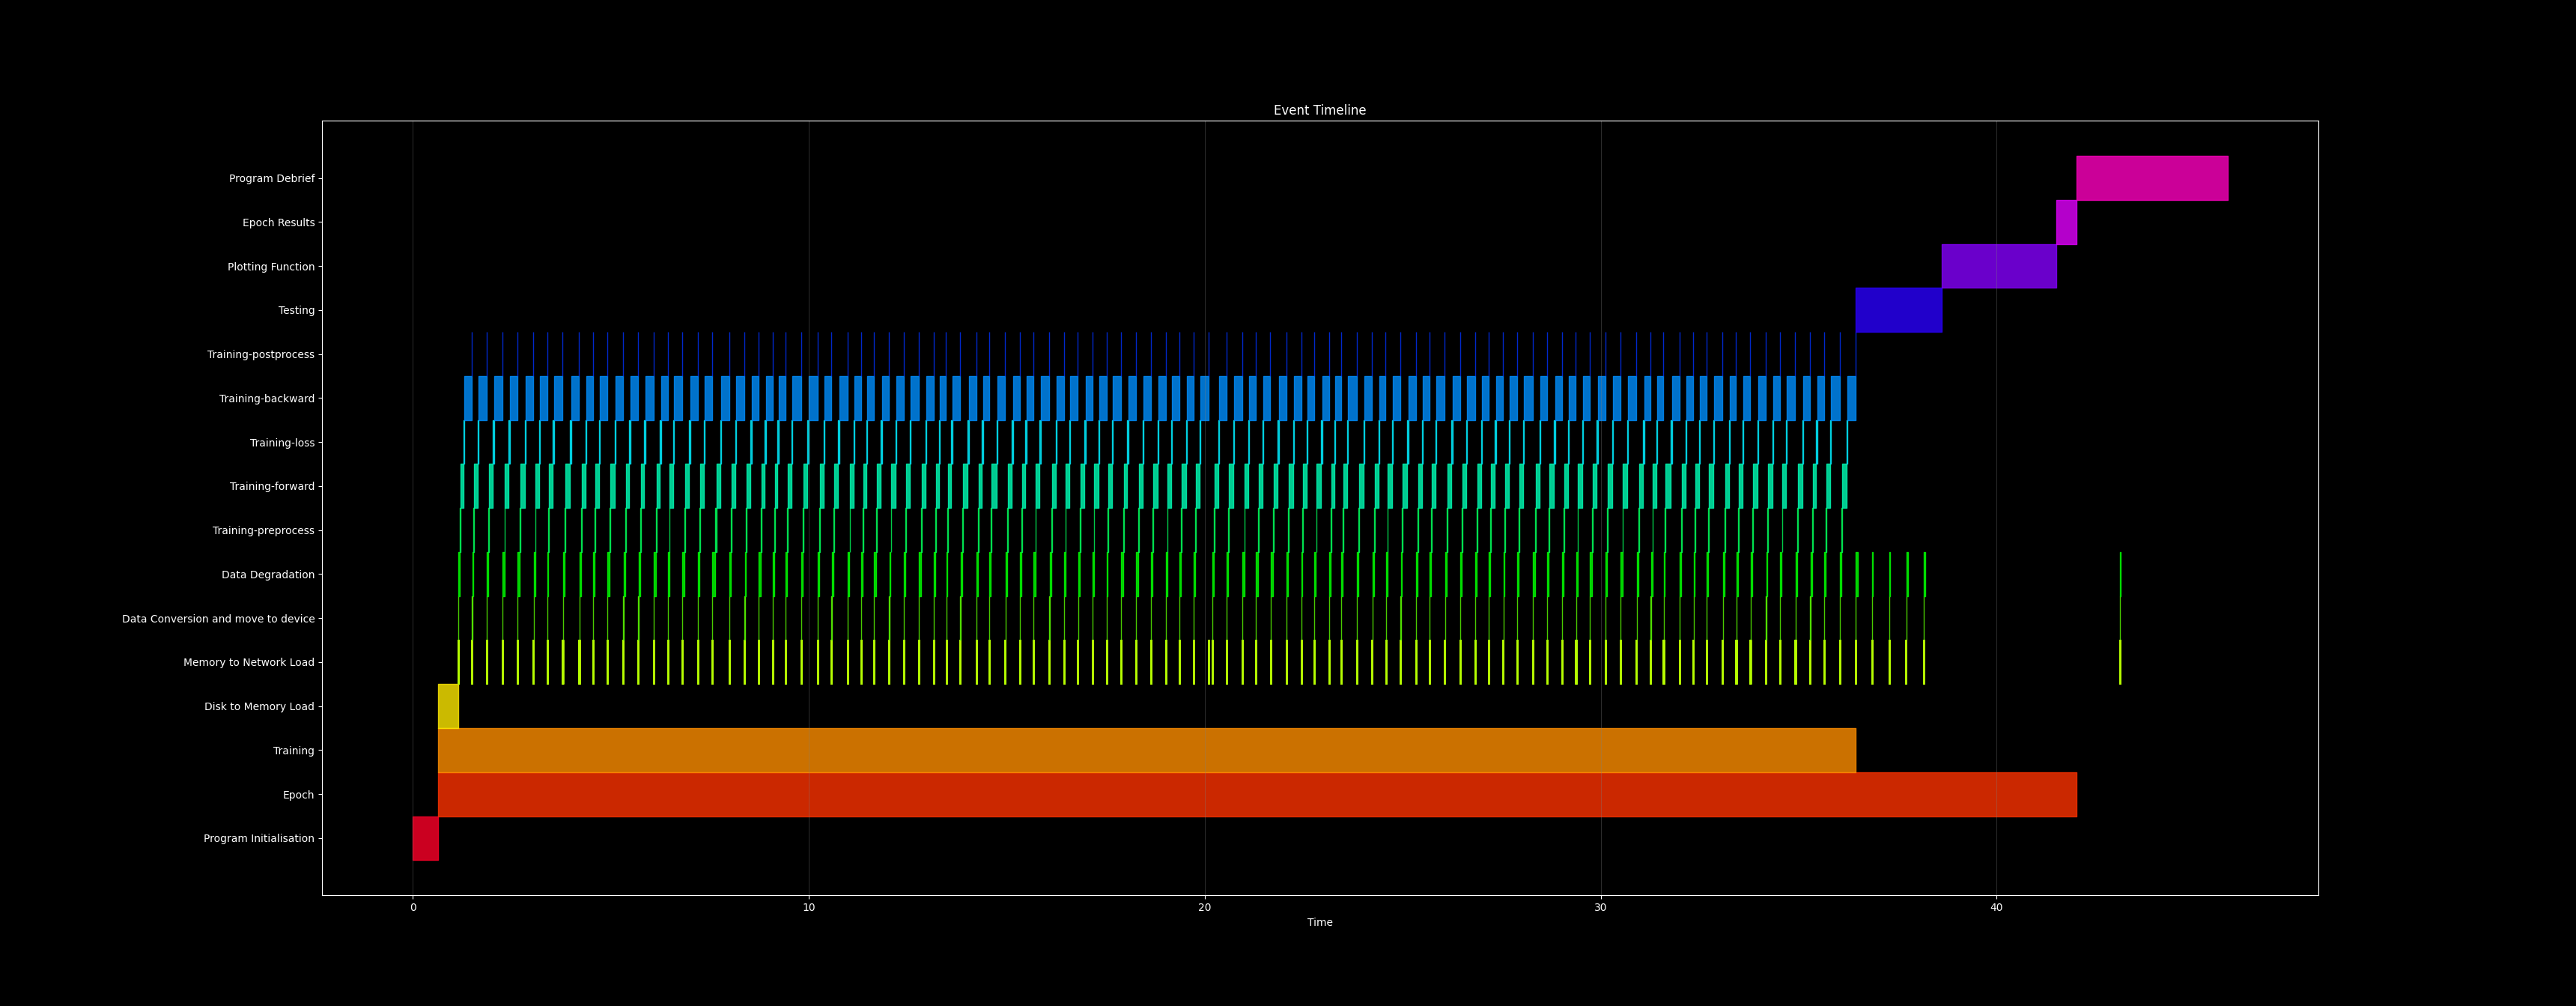 Event Timeline
Program Debrief
Epoch Results
Plotting Function
Testing
Training-postprocess
Training-backward
Training-loss
Training-forward
Training-preprocess
Data Degradation
Data Conversion and move to device
Memory to Network Load
Disk to Memory Load
Training
Epoch
Program Initialisation
0 10 20 30 40
Time